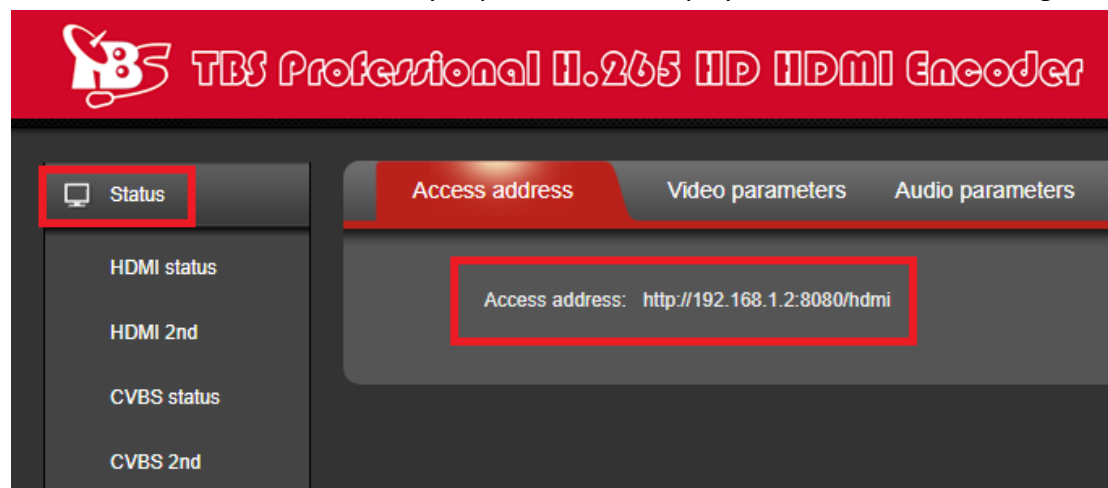 TBS TBS Professional H.265 HD HDMI Encoder
Status
Access address Video parameters Audio parameters
HDMI status
Access address: http://192.168.1.2:8080/hdmi
HDMI 2nd
CVBS status
CVBS 2nd